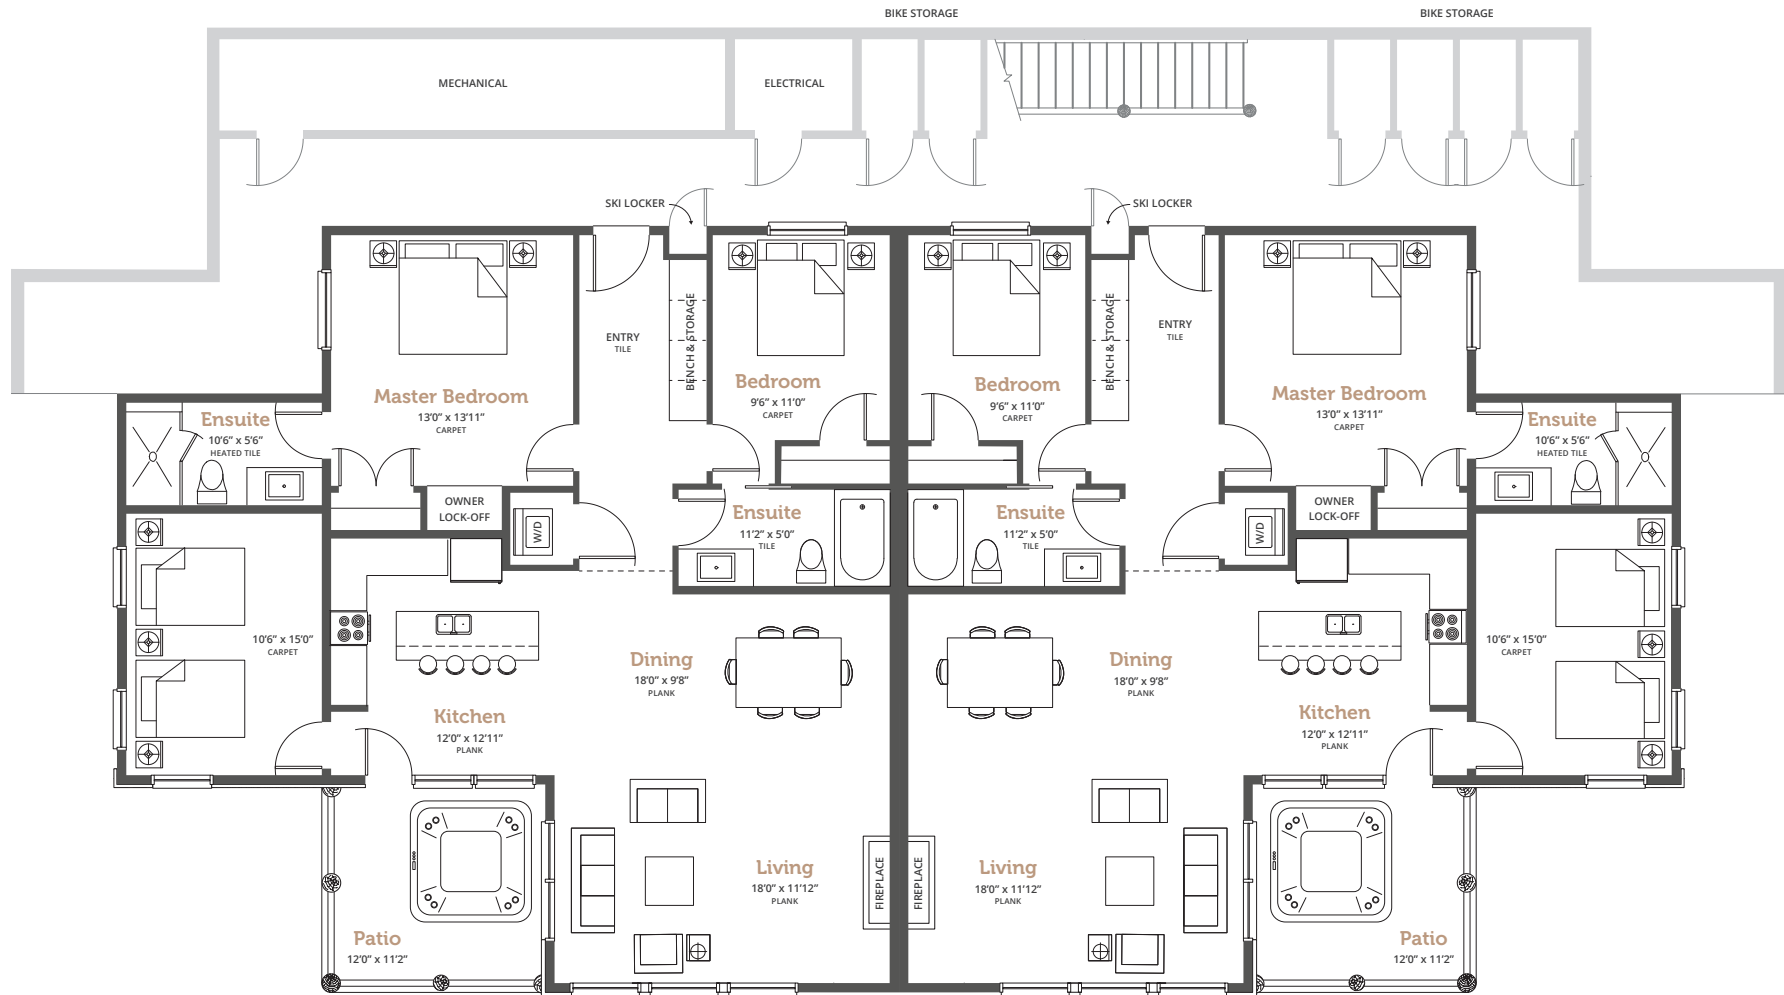 BIKE STORAGE
BIKE STORAGE
MECHANICAL
ELECTRICAL
SKI LOCKER
SKI LOCKER
ENTRY
TILE
BENCH & STORAGE
BENCH & STORAGE
ENTRY
TILE
Master Bedroom
13'0" x 13'11"
CARPET
Bedroom
9'6" x 11'0"
CARPET
Bedroom
9'6" x 11'0"
CARPET
Master Bedroom
13'0" x 13'11"
CARPET
Ensuite
10'6" x 5'6"
HEATED TILE
Ensuite
10'6" x 5'6"
HEATED TILE
OWNER
LOCK-OFF
W/D
Ensuite
11'2" x 5'0"
TILE
Ensuite
11'2" x 5'0"
TILE
W/D
OWNER
LOCK-OFF
10'6" x 15'0"
CARPET
10'6" x 15'0"
CARPET
Dining
18'0" x 9'8"
PLANK
Dining
18'0" x 9'8"
PLANK
Kitchen
12'0" x 12'11"
PLANK
Kitchen
12'0" x 12'11"
PLANK
Living
18'0" x 11'12"
PLANK
FIREPLACE
FIREPLACE
Living
18'0" x 11'12"
PLANK
Patio
12'0" x 11'2"
Patio
12'0" x 11'2"